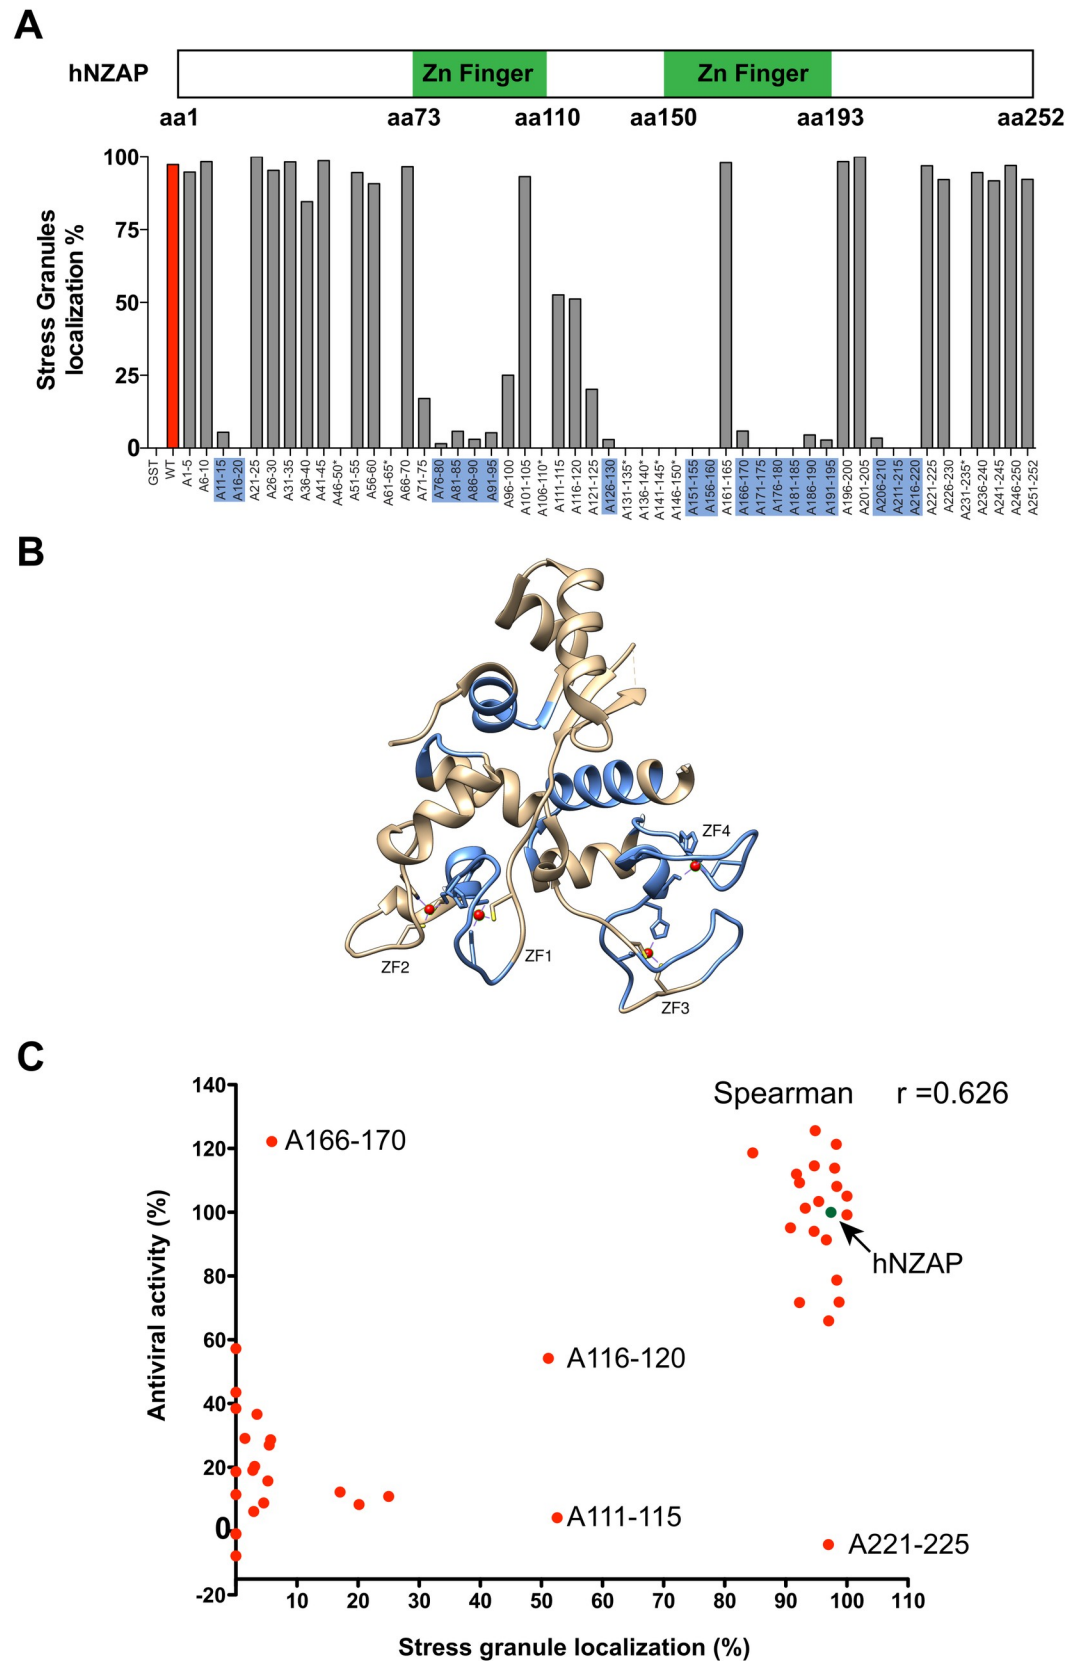 A
hNZAP
Zn Finger
Zn Finger
aa1
aa73
aa110
aa150
aa193
aa252
Stress Granules
localization %
100
75
50
25
0
GST
WT
A1-5
A6-10
A11-15
A16-20
A21-25
A26-30
A31-35
A36-40
A41-45
A46-50*
A51-55
A56-60
A61-65*
A66-70
A71-75
A76-80
A81-85
A86-90
A91-95
A96-100
A101-105
A106-110*
A111-115
A116-120
A121-125
A126-130
A131-135*
A136-140*
A141-145*
A146-150*
A151-155
A156-160
A161-165
A166-170
A171-175
A176-180
A181-185
A186-190
A191-195
A196-200
A201-205
A206-210
A211-215
A216-220
A221-225
A226-230
A231-235*
A236-240
A241-245
A246-250
A251-252
B
ZF4
ZF2
ZF1
ZF3
C
Spearman r =0.626
Antiviral activity (%)
140
120
100
80
60
40
20
0
-20
A166-170
hNZAP
A116-120
A111-115
A221-225
10 20 30 40 50 60 70 80 90 100 110
Stress granule localization (%)